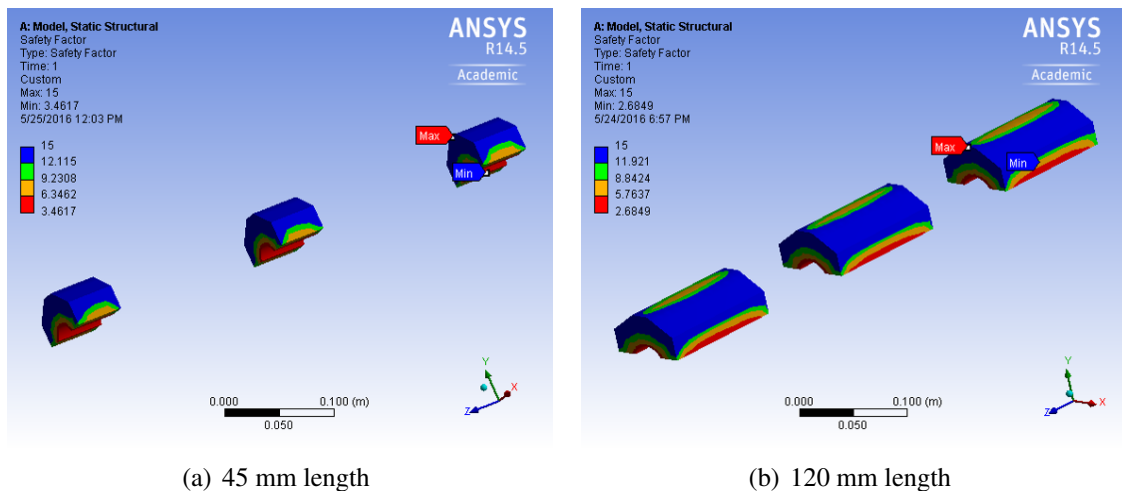 A: Model, Static Structural
Safety Factor
Type: Safety Factor
Time: 1
Custom
Max: 15
Min: 3.4617
5/25/2016 12:03 PM
15
12.115
9.2308
6.3462
3.4617
ANSYS
R14.5
Academic
Max
Min
0.000
0.100 (m)
0.050
Y
X
Z
(a) 45 mm length
A: Model, Static Structural
Safety Factor
Type: Safety Factor
Time: 1
Custom
Max: 15
Min: 2.6849
5/24/2016 6:57 PM
15
11.921
8.8424
5.7637
2.6849
ANSYS
R14.5
Academic
Max
Min
0.000
0.100 (m)
0.050
Y
X
Z
(b) 120 mm length